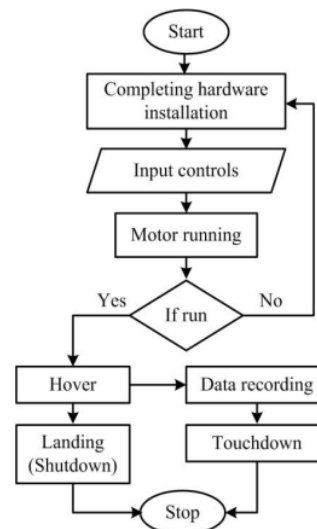 Start
Completing hardware
installation
Input controls
Motor running
Yes
If run
No
Hover
Data recording
Landing
(Shutdown)
Touchdown
Stop